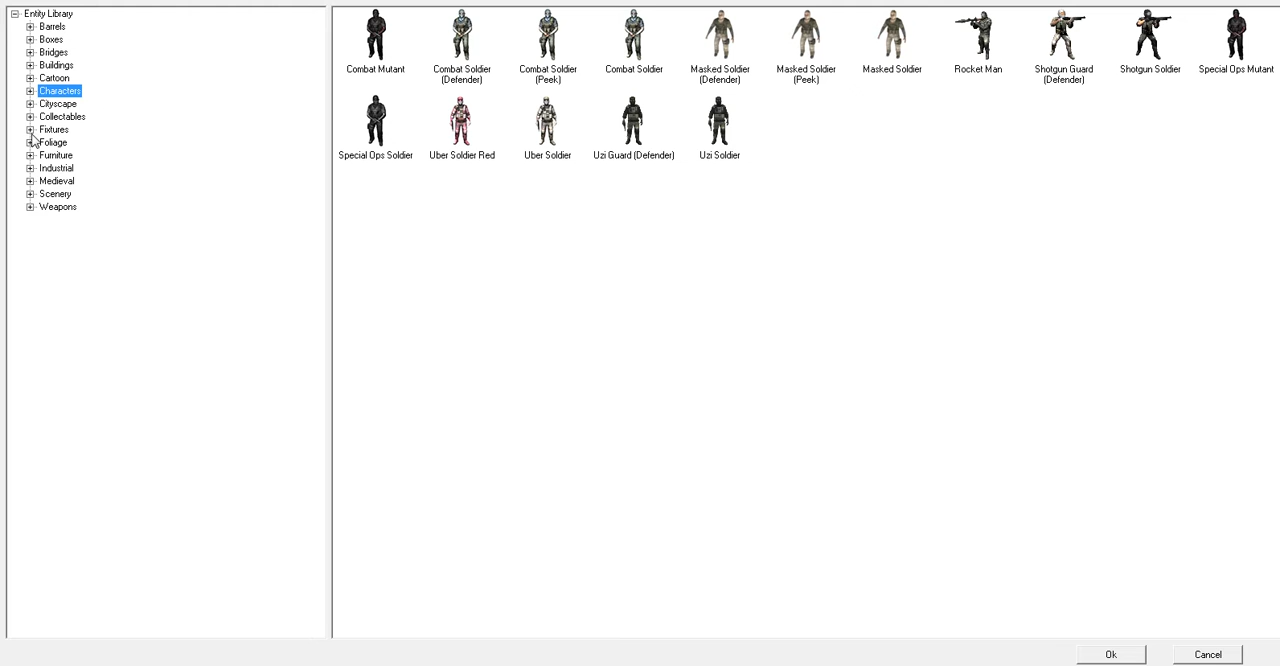 Entity Library
Barrels
Boxes
Bridges
Buildings
Cartoon
Characters
Cityscape
Collectables
Fixtures
Foliage
Furniture
Industrial
Medieval
Scenery
Weapons
Combat Mutant
Combat Soldier
(Defender)
Combat Soldier
(Peek)
Combat Soldier
Masked Soldier
(Defender)
Masked Soldier
(Peek)
Masked Soldier
Rocket Man
Shotgun Guard
(Defender)
Shotgun Soldier
Special Ops Mutant
Special Ops Soldier
Uber Soldier Red
Uber Soldier
Uzi Guard (Defender)
Uzi Soldier
Ok
Cancel